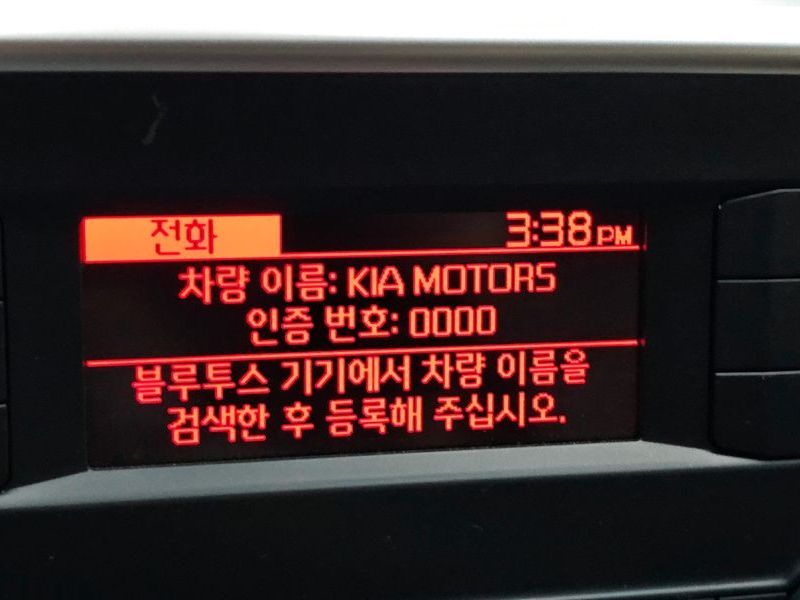 전화 3:38 PM
차량 이름: KIA MOTORS
인증 번호: 0000
블루투스 기기에서 차량 이름을
검색한 후 등록해 주십시오.